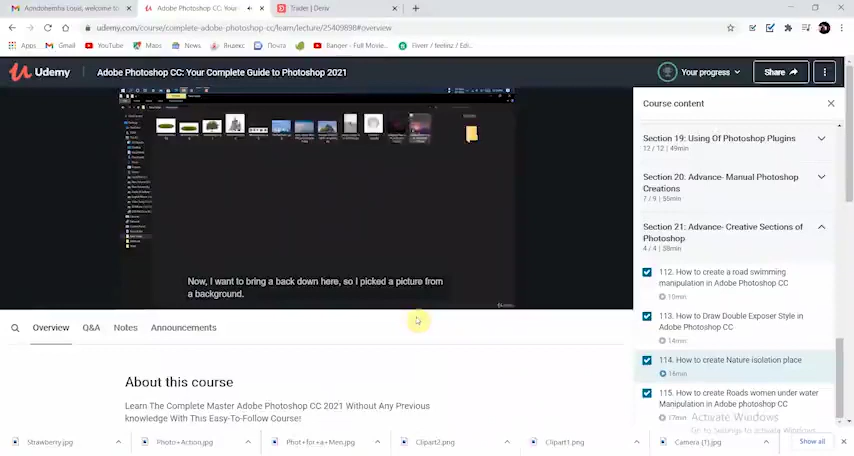 Adobe Photoshop CC: Your C
Trader | Deriv
udemy.com/course/complete-adobe-photoshop-cc/learn/lecture/25409898#overview
Gmail YouTube Maps News Яндекс Почта Banger - Full Movie... Fiverr / feelinz / Edi...
Udemy
Adobe Photoshop CC: Your Complete Guide to Photoshop 2021
Your progress
Share
Now, I want to bring a back down here, so I picked a picture from
a background.
Overview Q&A Notes Announcements
About this course
Learn The Complete Master Adobe Photoshop CC 2021 Without Any Previous
knowledge With This Easy-To-Follow Course!
Course content
Section 19: Using Of Photoshop Plugins
12 / 12 | 49min
Section 20. Advance- Manual Photoshop
Creations
7 / 9 | 55min
Section 21: Advance- Creative Sections of
Photoshop
4 / 4 | 58min
112. How to create a road swimming
manipulation in Adobe Photoshop CC
10min
113. How to Draw Double Exposer Style in
Adobe Photoshop CC
14min
114. How to create Nature isolation place
16min
115. How to create Roads women under water
Manipulation in Adobe photoshop CC
17min
Activate Windows
Go to Settings to activate Windows.
Strawberry.jpg Photo+Action.jpg Phot+for+a+Men.jpg Clipart2.png Clipart1.png Camera (1).jpg Show all